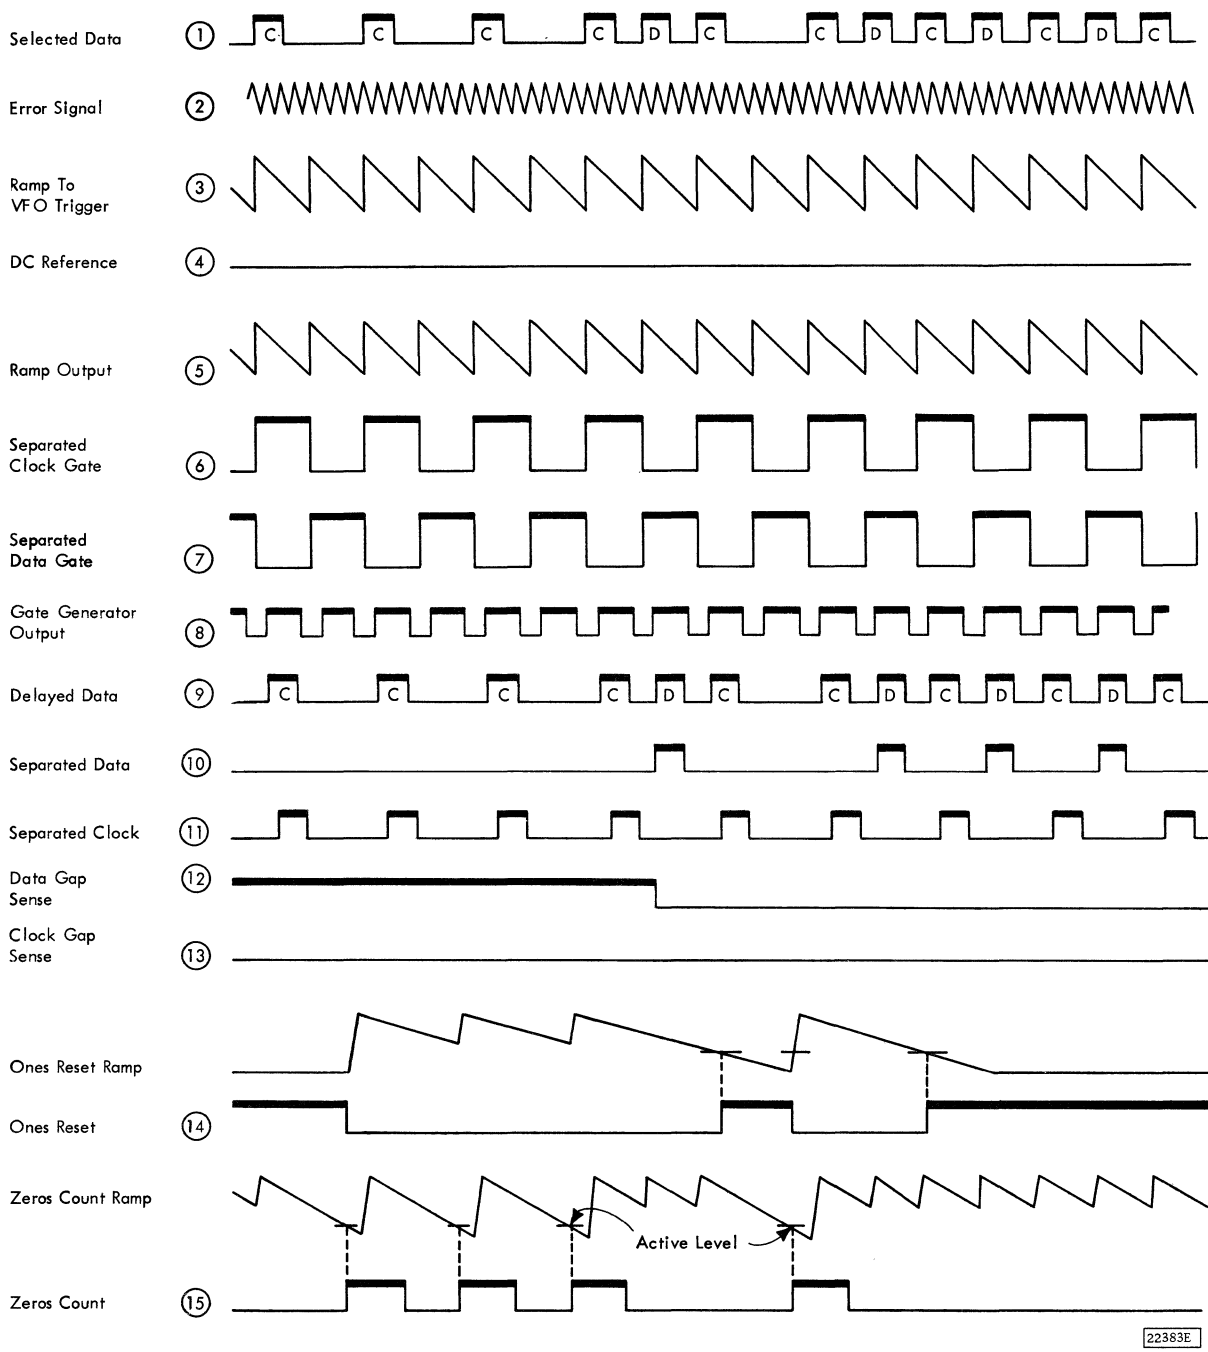 Selected Data 1 C C C C D C C D C D C D C
Error Signal 2
Ramp To
VFO Trigger 3
DC Reference 4
Ramp Output 5
Separated
Clock Gate 6
Separated
Data Gate 7
Gate Generator
Output 8
Delayed Data 9 C C C C D C C D C D C D C
Separated Data 10
Separated Clock 11
Data Gap 12
Sense
Clock Gap
Sense 13
Ones Reset Ramp
Ones Reset 14
Zeros Count Ramp
Active Level
Zeros Count 15
22383E